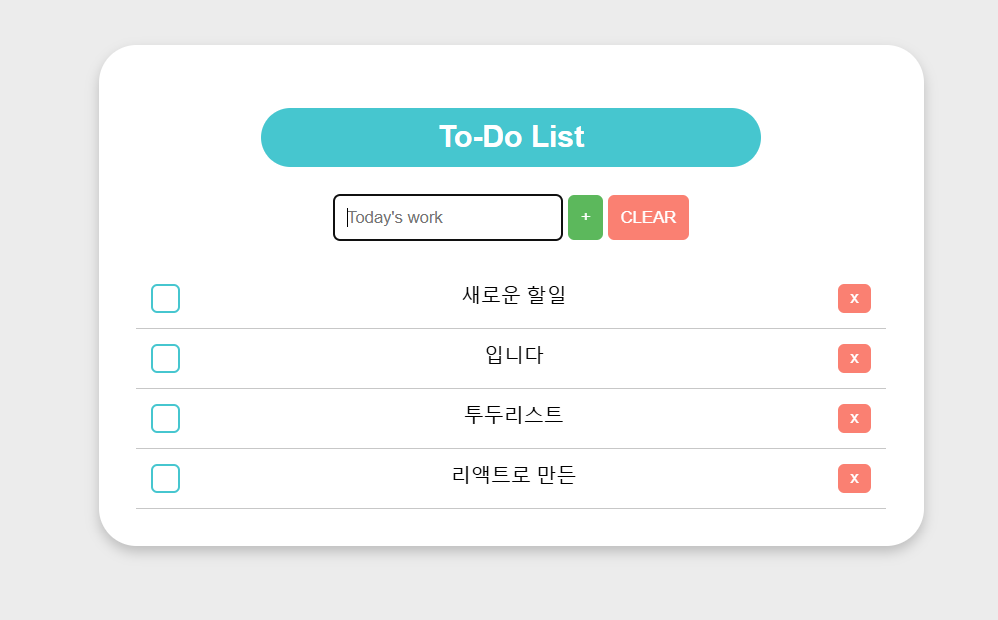 To-Do List
Today's work + CLEAR
새로운 할일 x
입니다 x
투두리스트 x
리액트로 만든 x